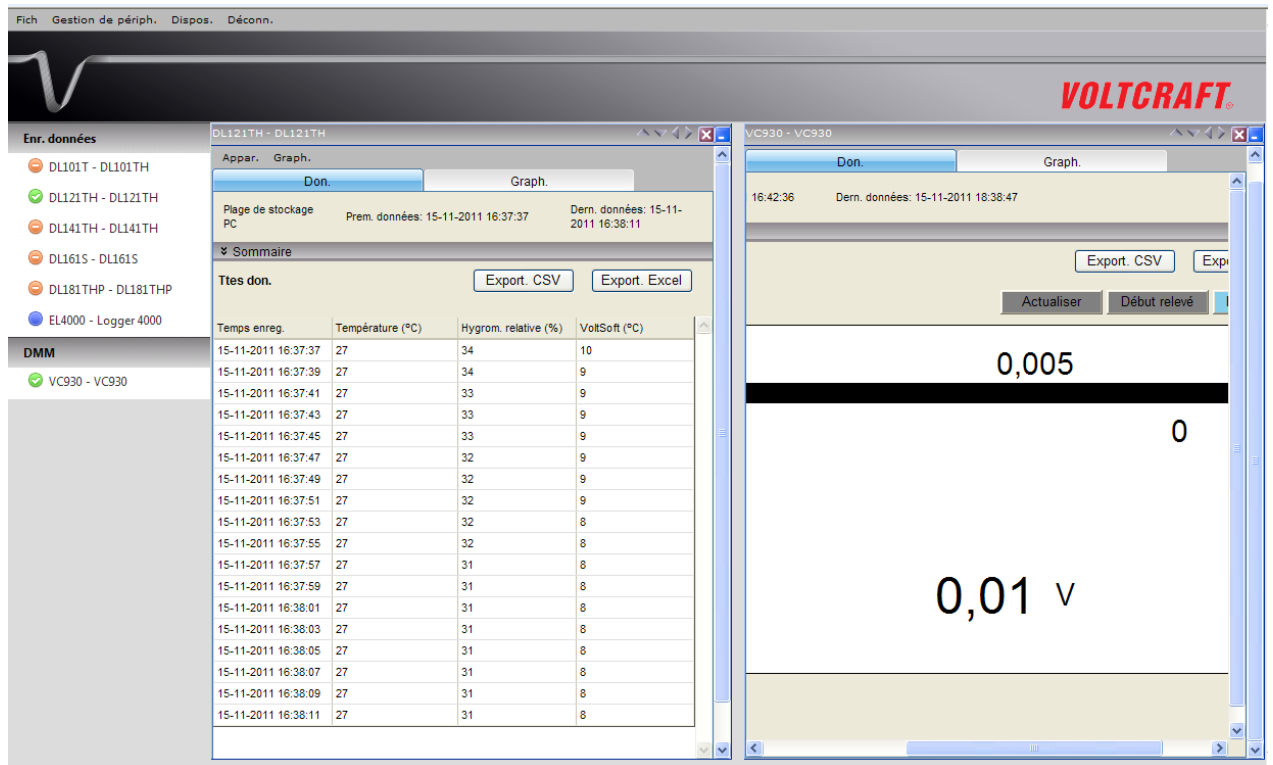 Fich Gestion de périph. Dispos. Déconn.
VOLTCRAFT®
Enr. données
DL101T - DL101TH
DL121TH - DL121TH
DL141TH - DL141TH
DL161S - DL161S
DL181THP - DL181THP
EL4000 - Logger 4000
DMM
VC930 - VC930
DL121TH - DL121TH
Appar. Graph.
Don. Graph.
Plage de stockage
PC
Prem. données: 15-11-2011 16:37:37
Dern. données: 15-11-
2011 16:38:11
Sommaire
Ttes don. Export. CSV Export. Excel
Temps enreg. Température (°C) Hygrom. relative (%) VoltSoft (°C)
15-11-2011 16:37:37 27 34 10
15-11-2011 16:37:39 27 34 9
15-11-2011 16:37:41 27 33 9
15-11-2011 16:37:43 27 33 9
15-11-2011 16:37:45 27 33 9
15-11-2011 16:37:47 27 32 9
15-11-2011 16:37:49 27 32 9
15-11-2011 16:37:51 27 32 9
15-11-2011 16:37:53 27 32 8
15-11-2011 16:37:55 27 32 8
15-11-2011 16:37:57 27 31 8
15-11-2011 16:37:59 27 31 8
15-11-2011 16:38:01 27 31 8
15-11-2011 16:38:03 27 31 8
15-11-2011 16:38:05 27 31 8
15-11-2011 16:38:07 27 31 8
15-11-2011 16:38:09 27 31 8
15-11-2011 16:38:11 27 31 8
VC930 - VC930
Don. Graph.
16:42:36 Dern. données: 15-11-2011 18:38:47
Export. CSV
Actualiser Début relevé
0,005
0
0,01 V